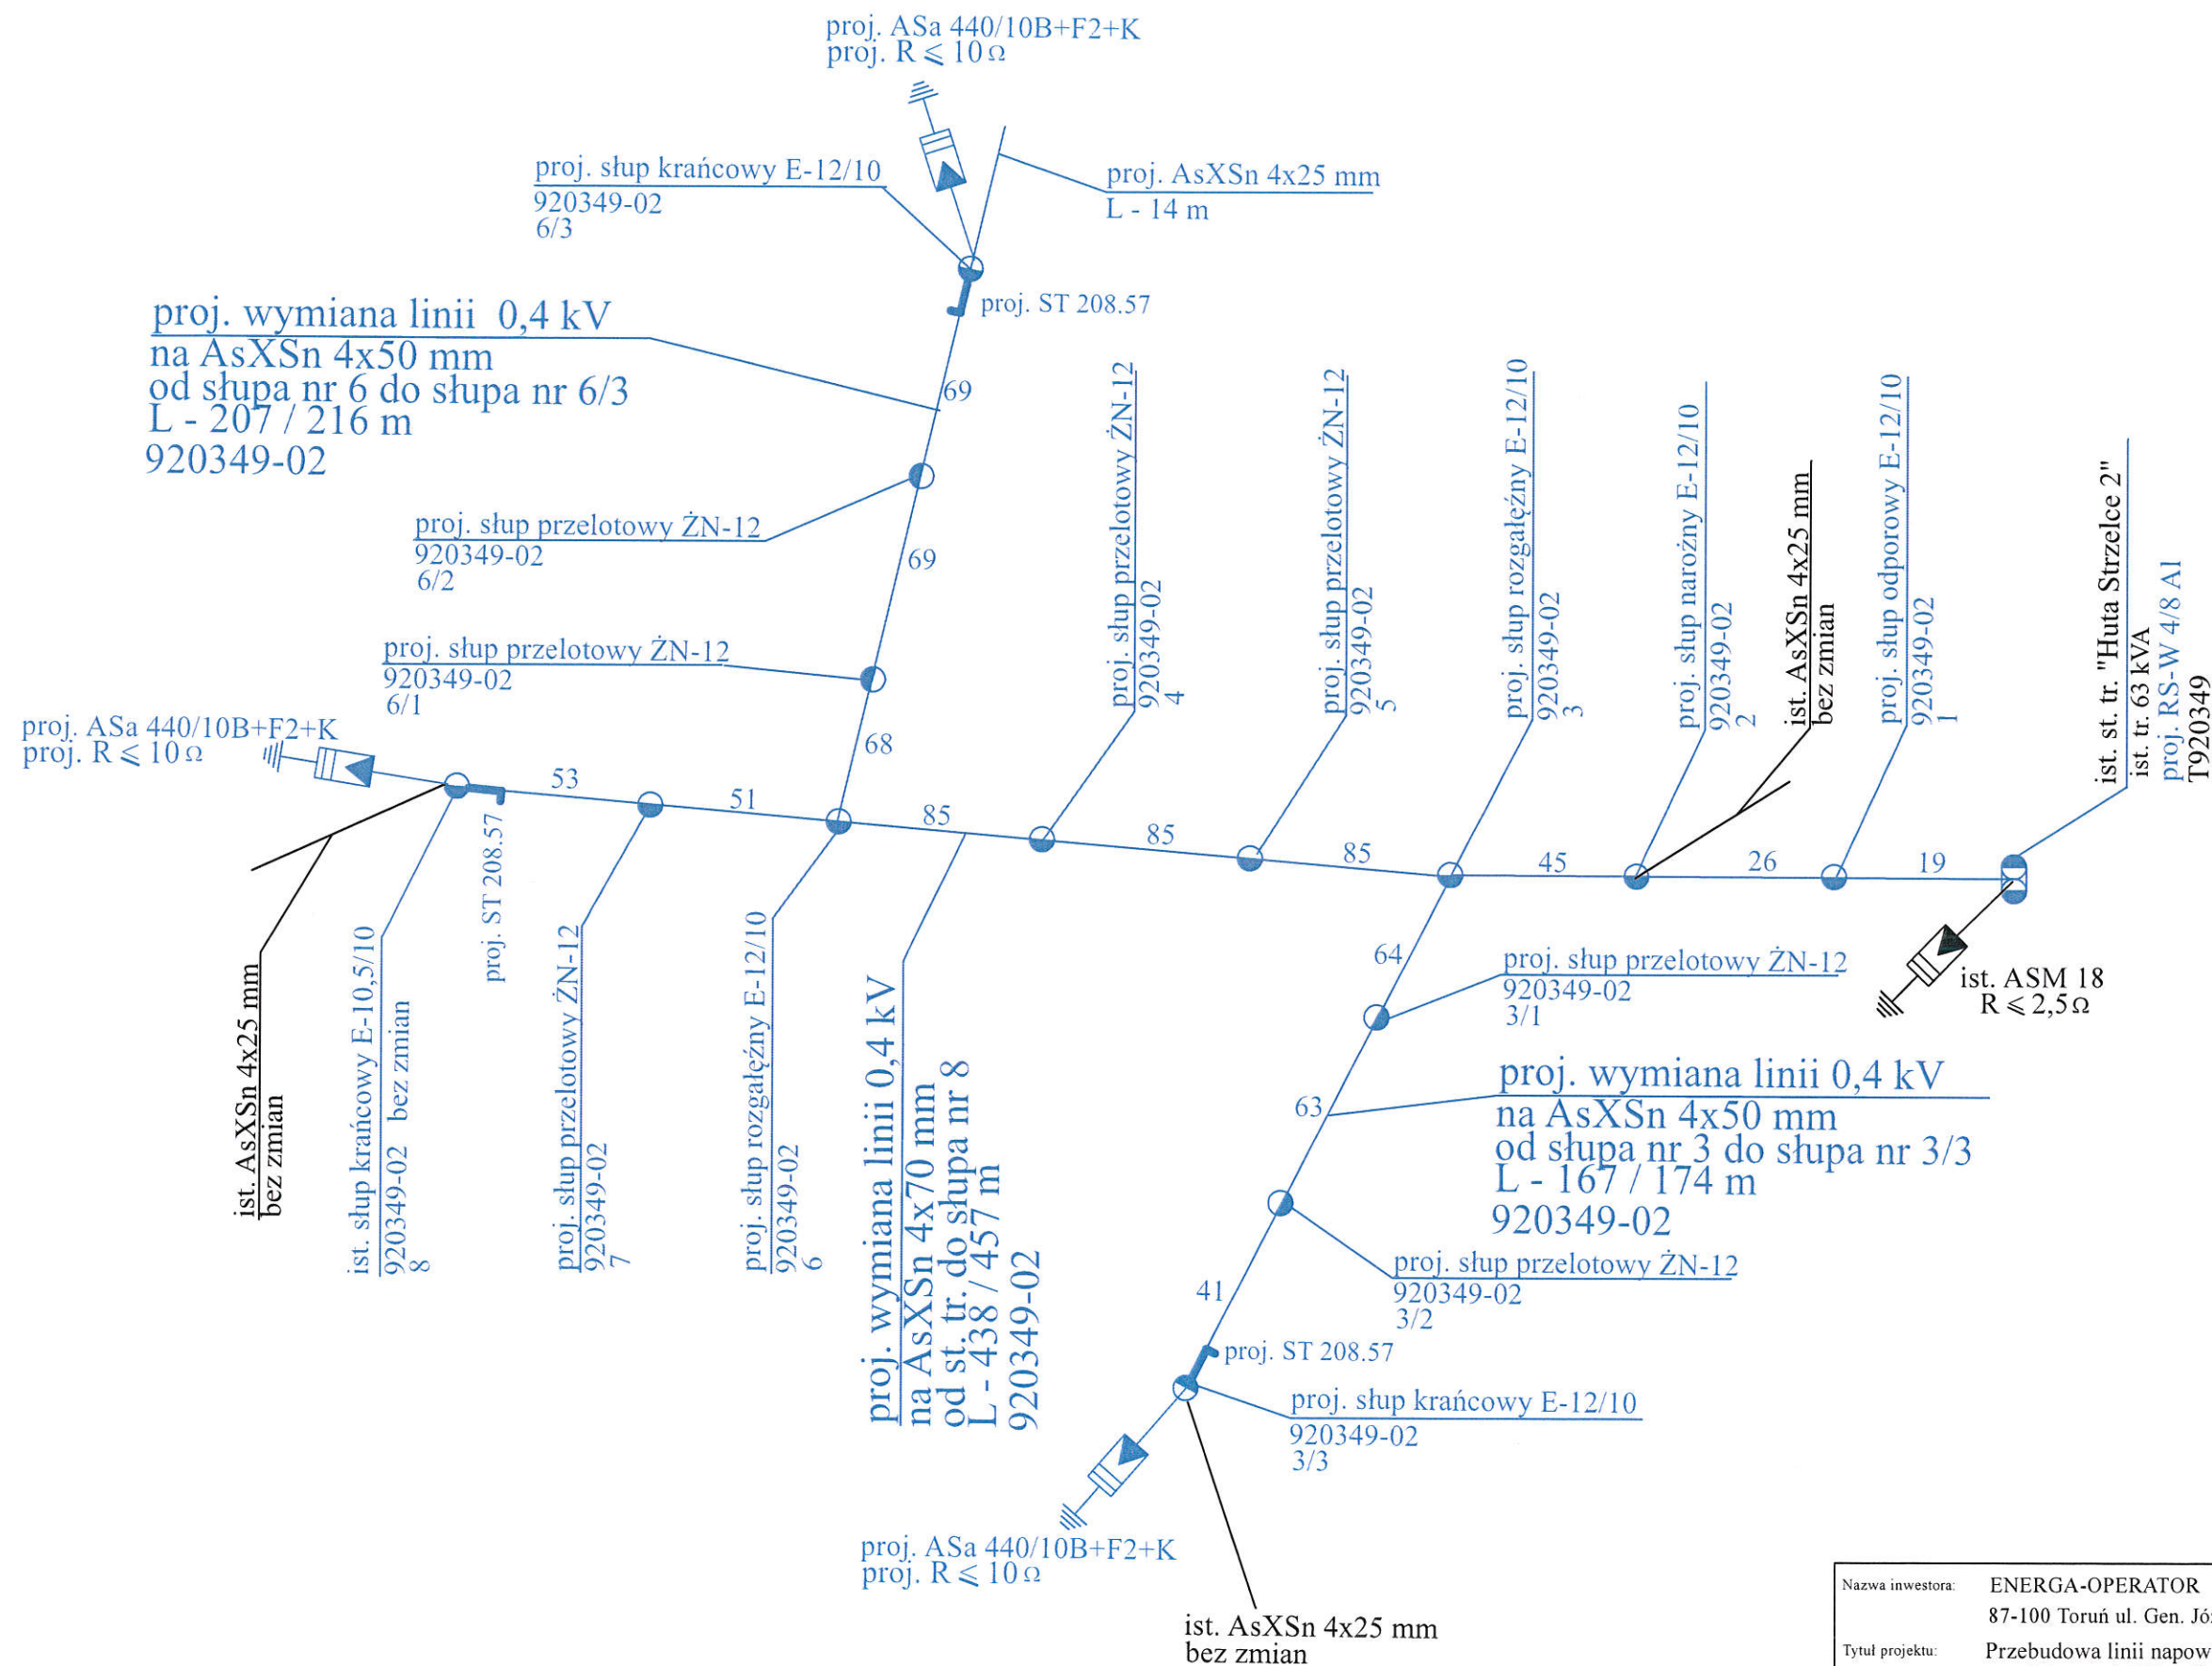 proj. ASa 440/10B+F2+K
proj. R ⩽ 10 Ω
proj. słup krańcowy E-12/10
920349-02
6/3
proj. AsXSn 4x25 mm
L - 14 m
proj. ST 208.57
proj. wymiana linii 0,4 kV
na AsXSn 4x50 mm
od słupa nr 6 do słupa nr 6/3
L - 207 / 216 m
920349-02
69
proj. słup przelotowy ŻN-12
920349-02
6/2
69
proj. słup przelotowy ŻN-12
920349-02
6/1
68
proj. słup przelotowy ŻN-12
920349-02
4
proj. słup przelotowy ŻN-12
920349-02
5
proj. słup rozgałęźny E-12/10
920349-02
3
proj. słup narożny E-12/10
920349-02
2
ist. AsXSn 4x25 mm
bez zmian
proj. słup odporowy E-12/10
920349-02
1
ist. st. tr. "Huta Strzelce 2"
ist. tr. 63 kVA
proj. RS-W 4/8 Al
T920349
proj. ASa 440/10B+F2+K
proj. R ⩽ 10 Ω
53
51
85
85
85
45
26
19
ist. AsXSn 4x25 mm
bez zmian
ist. słup krańcowy E-10,5/10
920349-02 bez zmian
8
proj. ST 208.57
proj. słup przelotowy ŻN-12
920349-02
7
proj. słup rozgałęźny E-12/10
920349-02
6
proj. wymiana linii 0,4 kV
na AsXSn 4x70 mm
od st. tr. do słupa nr 8
L - 438 / 457 m
920349-02
64
proj. słup przelotowy ŻN-12
920349-02
3/1
ist. ASM 18
R ⩽ 2,5 Ω
63
proj. wymiana linii 0,4 kV
na AsXSn 4x50 mm
od słupa nr 3 do słupa nr 3/3
L - 167 / 174 m
920349-02
proj. słup przelotowy ŻN-12
920349-02
3/2
41
proj. ST 208.57
proj. słup krańcowy E-12/10
920349-02
3/3
proj. ASa 440/10B+F2+K
proj. R ⩽ 10 Ω
ist. AsXSn 4x25 mm
bez zmian
Nazwa inwestora: ENERGA-OPERATOR
87-100 Toruń ul. Gen.
Tytuł projektu: Przebudowa linii